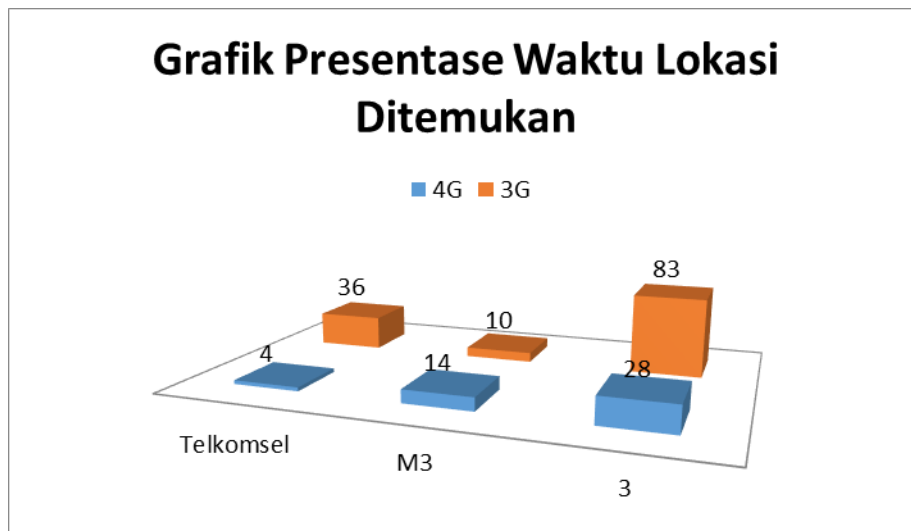 Grafik Presentase Waktu Lokasi
Ditemukan
4G 3G
36
10
83
4
14
28
Telkomsel
M3
3